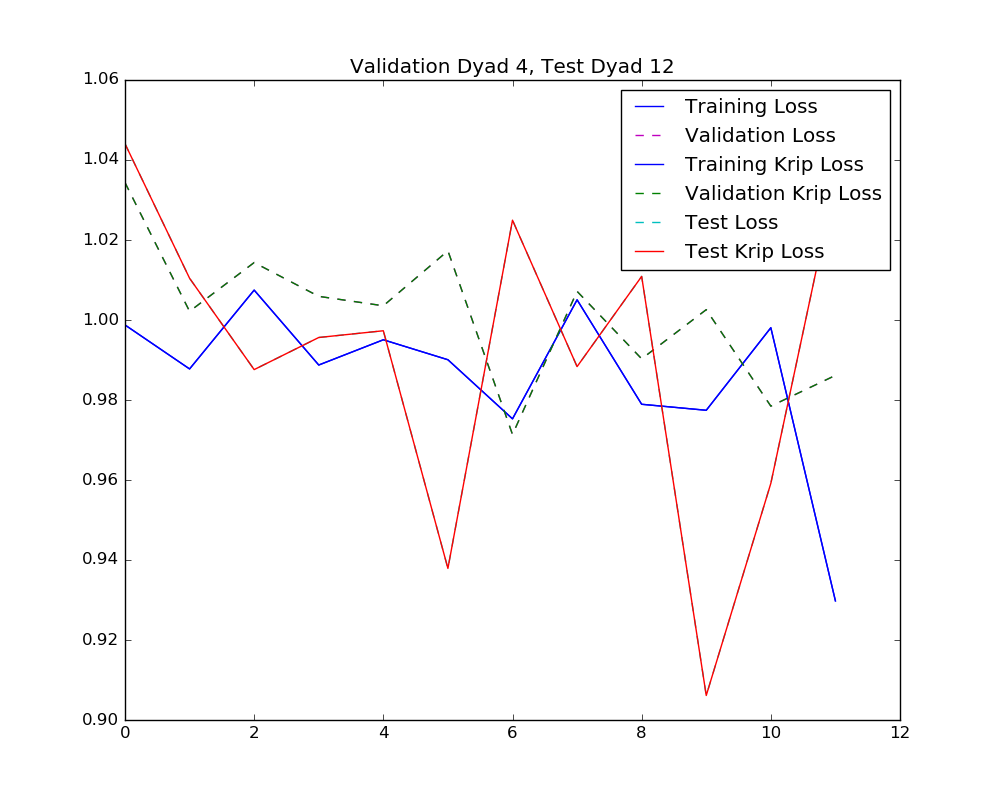 Validation Dyad 4, Test Dyad 12
1.06
1.04
1.02
1.00
0.98
0.96
0.94
0.92
0.90
0 2 4 6 8 10 12
Training Loss
Validation Loss
Training Krip Loss
Validation Krip Loss
Test Loss
Test Krip Loss